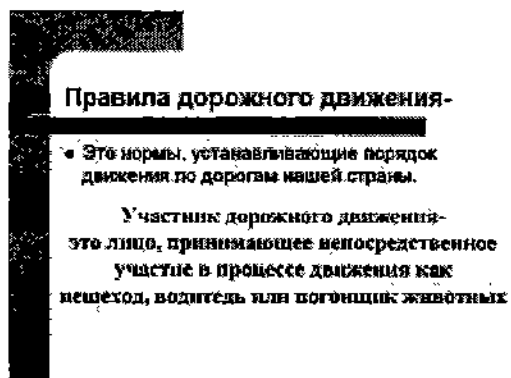 Правила дорожного движения-
• Это нормы, устанавливающие порядок
движения по дорогам нашей страны.
Участник дорожного движения-
это лицо, принимающее непосредственное
участие в процессе движения как
пешеход, водитель или погонщик животных